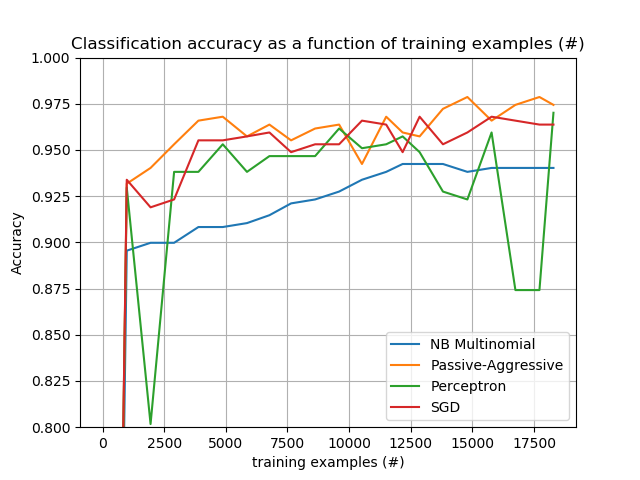 Classification accuracy as a function of training examples (#)
1.000
0.975
0.950
0.925
0.900
0.875
0.850
0.825
0.800
Accuracy
NB Multinomial
Passive-Aggressive
Perceptron
SGD
0 2500 5000 7500 10000 12500 15000 17500
training examples (#)